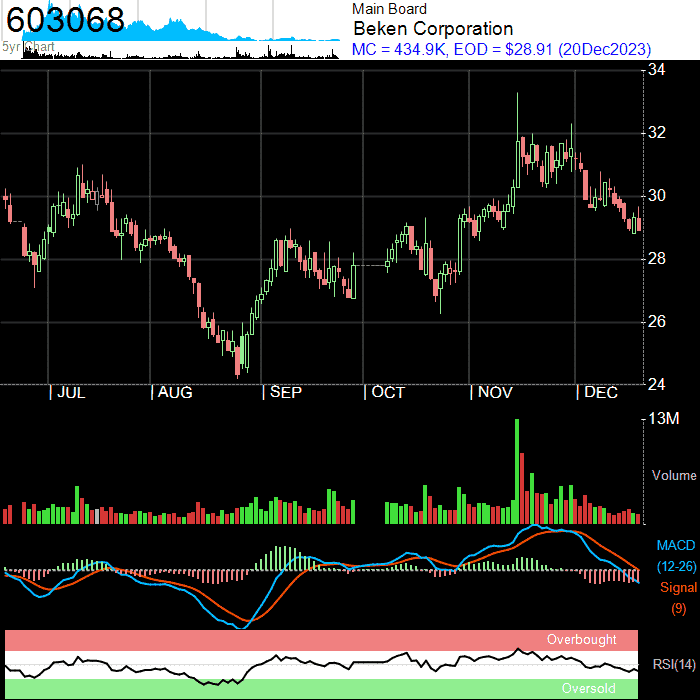 603068
5yr Chart
Main Board
Beken Corporation
MC = 434.9K, EOD = $28.91 (20Dec2023)
34
32
30
28
26
24
JUL AUG SEP OCT NOV DEC
13M
Volume
MACD
(12-26)
Signal
(9)
Overbought
RSI(14)
Oversold